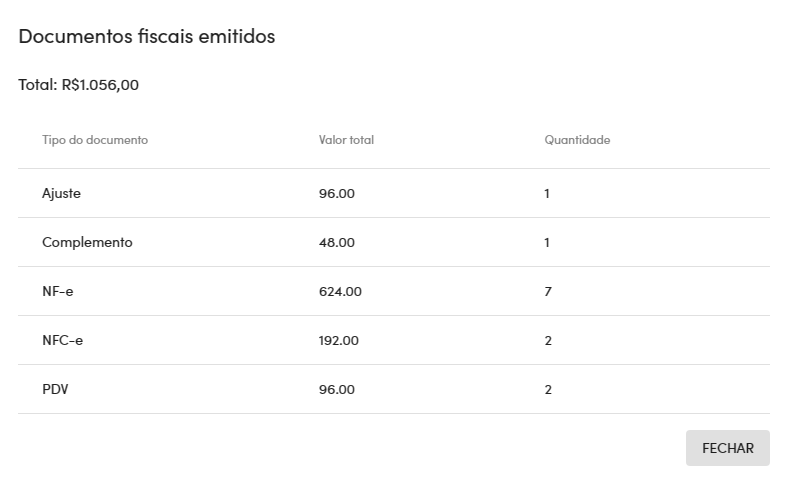 Documentos fiscais emitidos
Total: R$1.056,00
Tipo do documento Valor total Quantidade
Ajuste 96.00 1
Complemento 48.00 1
NF-e 624.00 7
NFC-e 192.00 2
PDV 96.00 2
FECHAR